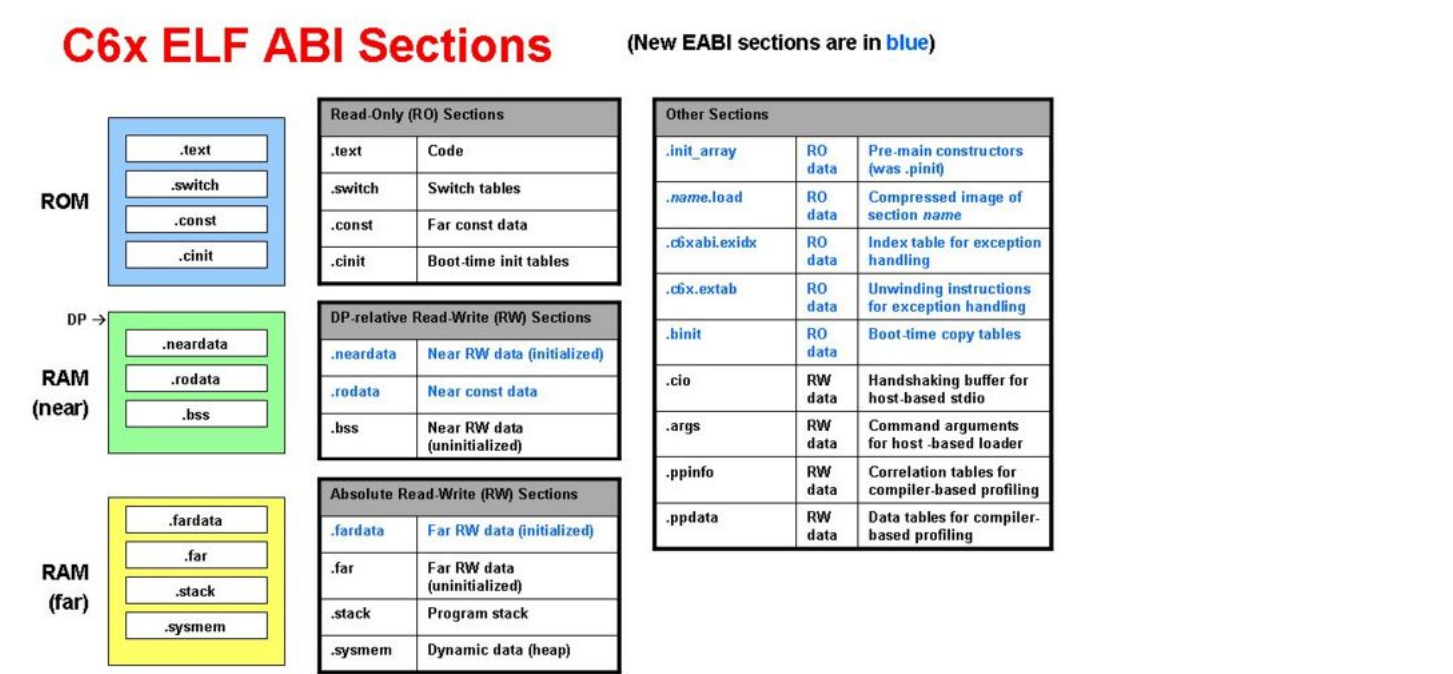 C6x ELF ABI Sections
(New EABI sections are in blue)
ROM
.text
.switch
.const
.cinit
DP →
RAM
(near)
.neardata
.rodata
.bss
RAM
(far)
.fardata
.far
.stack
.sysmem
Read-Only (RO) Sections
.text Code
.switch Switch tables
.const Far const data
.cinit Boot-time init tables
DP-relative Read-Write (RW) Sections
.neardata Near RW data (initialized)
.rodata Near const data
.bss Near RW data
(uninitialized)
Absolute Read-Write (RW) Sections
.fardata Far RW data (initialized)
.far Far RW data
(uninitialized)
.stack Program stack
.sysmem Dynamic data (heap)
Other Sections
.init_array RO Pre-main constructors
data (was .pinit)
.name.load RO Compressed image of
data section name
.c6xabi.exidx RO Index table for exception
data handling
.c6x.extab RO Unwinding instructions
data for exception handling
.binit RO Boot-time copy tables
data
.cio RW Handshaking buffer for
data host-based stdio
.args RW Command arguments
data for host -based loader
.ppinfo RW Correlation tables for
data compiler-based profiling
.ppdata RW Data tables for compiler-
data based profiling